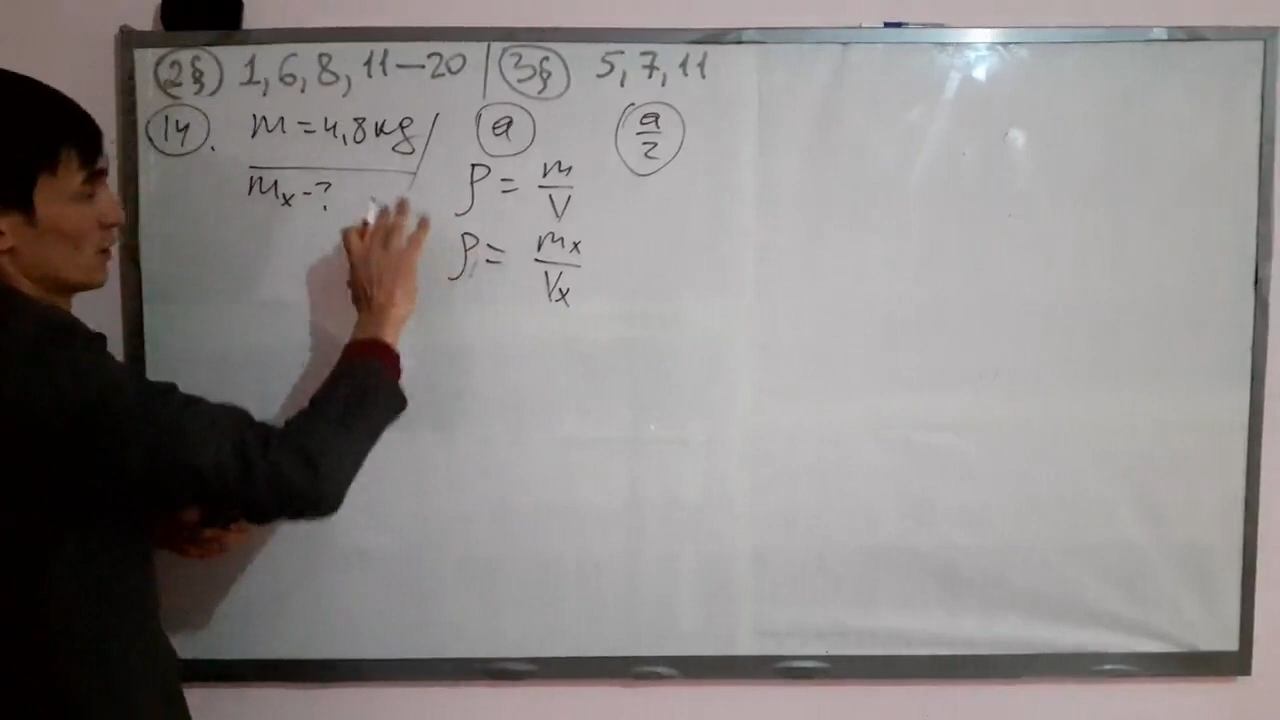 2§) 1, 6, 8, 11—20 | 3§) 5, 7, 11
14. m = 4,8 kg a a/2
mx - ? ρ = m/V
ρ = mx/Vx